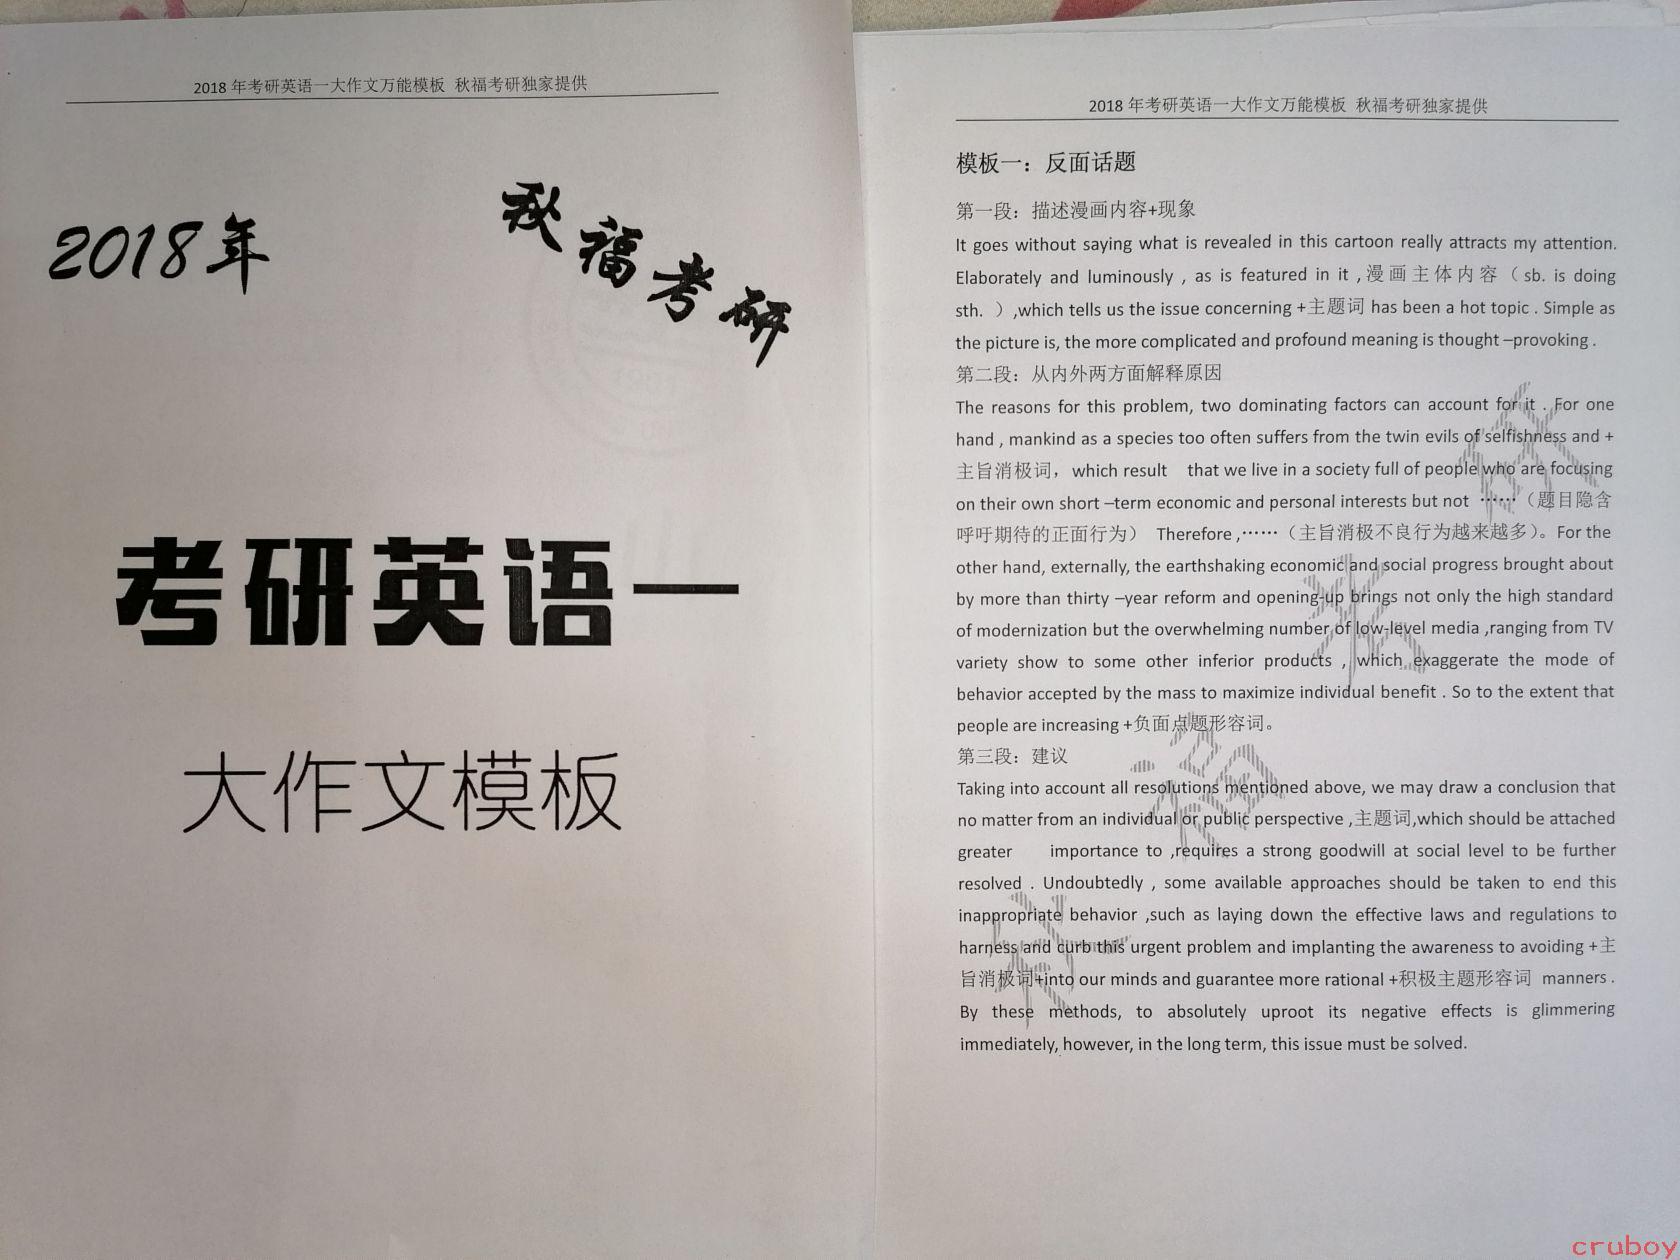 2018 年考研英语一大作文万能模板 秋福考研独家提供
2018年
秋福考研
考研英语一
大作文模板
2018 年考研英语一大作文万能模板 秋福考研独家提供
模板一：反面话题
第一段：描述漫画内容+现象
It goes without saying what is revealed in this cartoon really attracts my attention.
Elaborately and luminously , as is featured in it ,漫画主体内容（ sb. is doing
sth. ）,which tells us the issue concerning +主题词 has been a hot topic . Simple as
the picture is, the more complicated and profound meaning is thought –provoking .
第二段：从内外两方面解释原因
The reasons for this problem, two dominating factors can account for it . For one
hand , mankind as a species too often suffers from the twin evils of selfishness and +
主旨消极词，which result that we live in a society full of people who are focusing
on their own short –term economic and personal interests but not ……（题目隐含
呼吁期待的正面行为） Therefore ,……（主旨消极不良行为越来越多）。For the
other hand, externally, the earthshaking economic and social progress brought about
by more than thirty –year reform and opening-up brings not only the high standard
of modernization but the overwhelming number of low-level media ,ranging from TV
variety show to some other inferior products , which exaggerate the mode of
behavior accepted by the mass to maximize individual benefit . So to the extent that
people are increasing +负面点题形容词。
第三段：建议
Taking into account all resolutions mentioned above, we may draw a conclusion that
no matter from an individual or public perspective ,主题词,which should be attached
greater importance to ,requires a strong goodwill at social level to be further
resolved . Undoubtedly , some available approaches should be taken to end this
inappropriate behavior ,such as laying down the effective laws and regulations to
harness and curb this urgent problem and implanting the awareness to avoiding +主
旨消极词+into our minds and guarantee more rational +积极主题形容词 manners .
By these methods, to absolutely uproot its negative effects is glimmering
immediately, however, in the long term, this issue must be solved.
cruboy